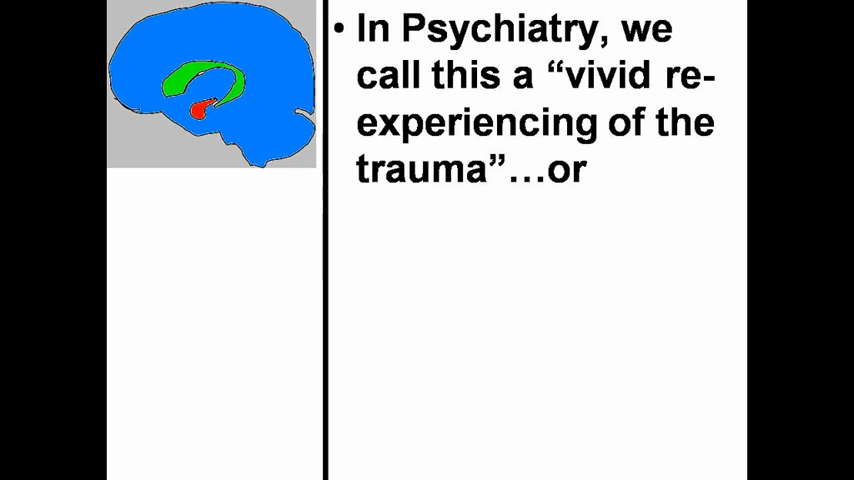 • In Psychiatry, we
call this a “vivid re-
experiencing of the
trauma”…or